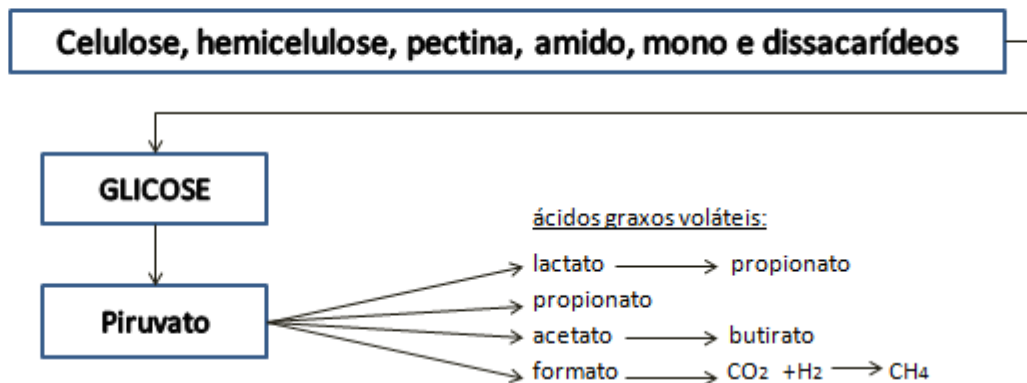 Celulose, hemicelulose, pectina, amido, mono e dissacarídeos
GLICOSE
Piruvato
ácidos graxos voláteis:
lactato propionato
propionato
acetato butirato
formato CO₂ +H₂ CH₄